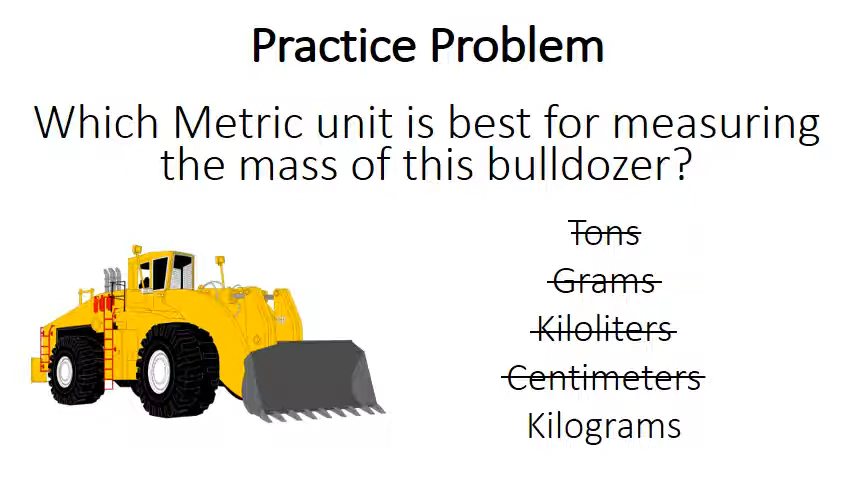 Practice Problem
Which Metric unit is best for measuring
the mass of this bulldozer?
Tons
Grams
Kiloliters
Centimeters
Kilograms